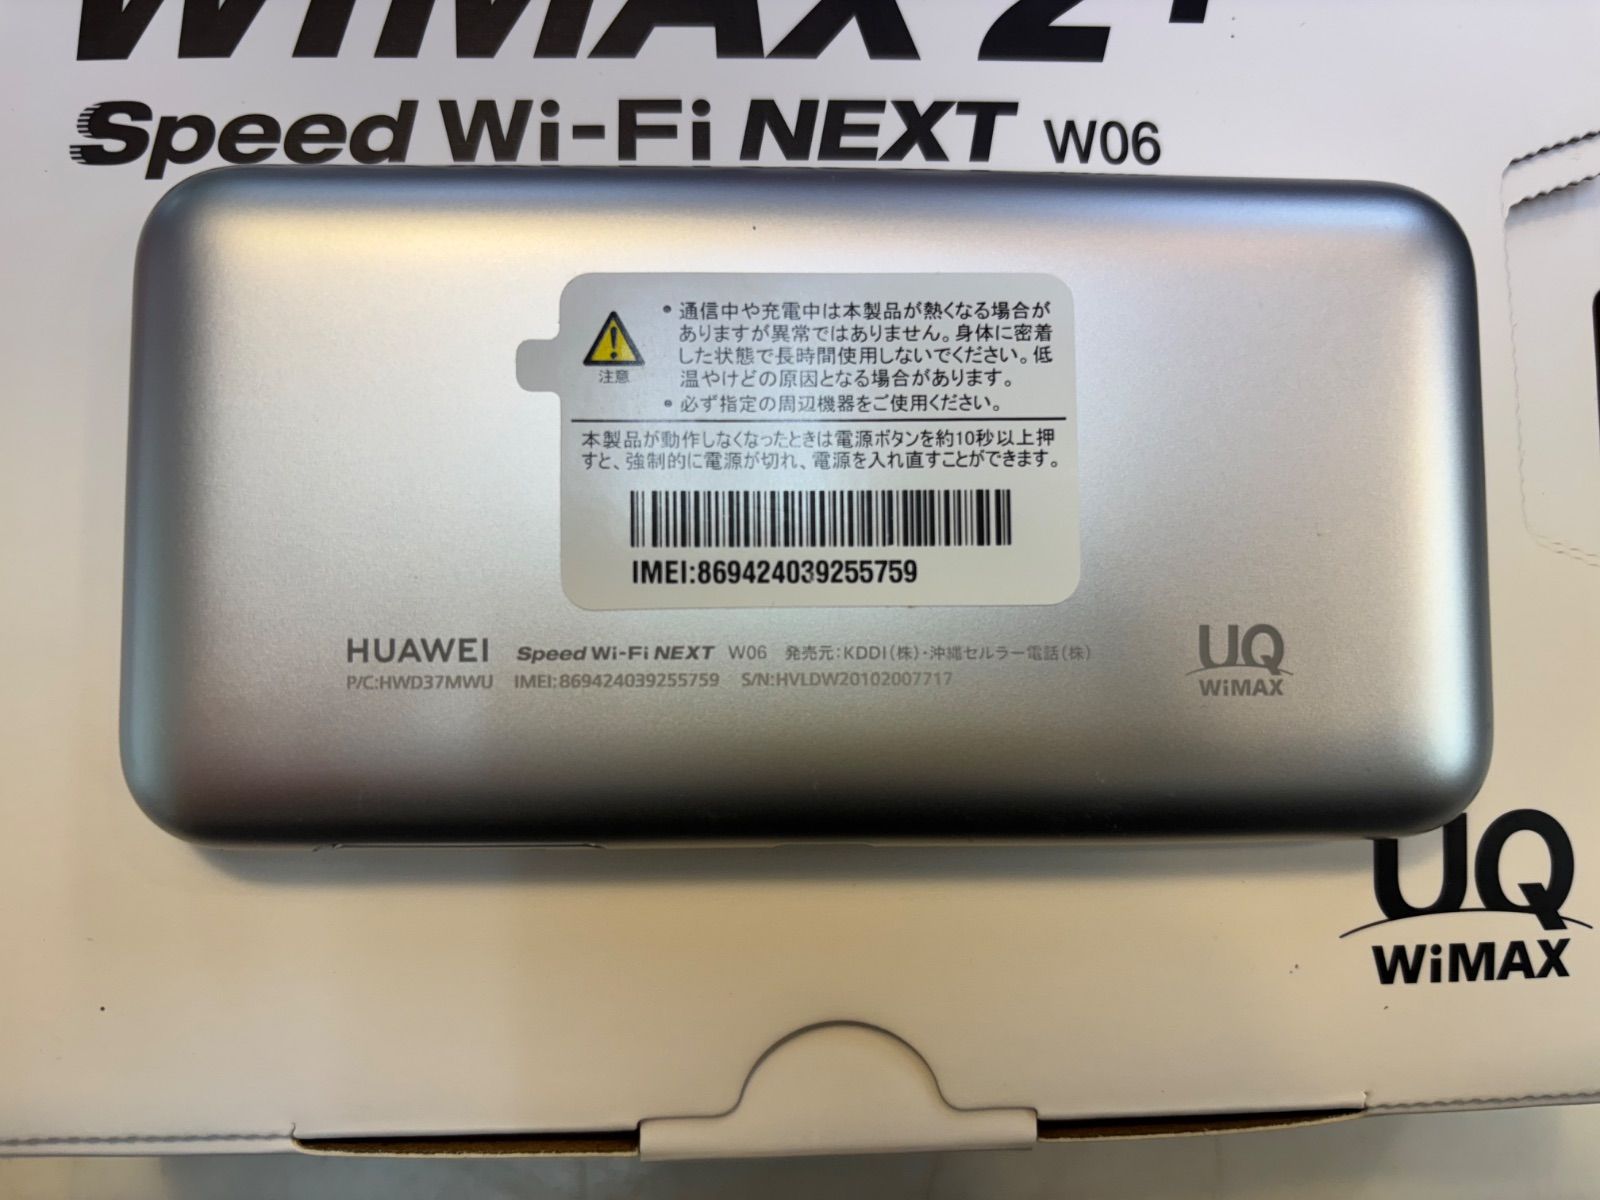 WiMAX 2+
Speed Wi-Fi NEXT W06
注意
• 通信中や充電中は本製品が熱くなる場合が
ありますが異常ではありません。身体に密着
した状態で長時間使用しないでください。低
温やけどの原因となる場合があります。
• 必ず指定の周辺機器をご使用ください。
本製品が動作しなくなったときは電源ボタンを約10秒以上押
すと、強制的に電源が切れ、電源を入れ直すことができます。
IMEI:869424039255759
HUAWEI Speed Wi-Fi NEXT W06 発売元:KDDI(株)・沖縄セルラー電話(株)
P/C:HWD37MWU IMEI:869424039255759 S/N:HVLDW20102007717
UQ
WiMAX
UQ
WiMAX